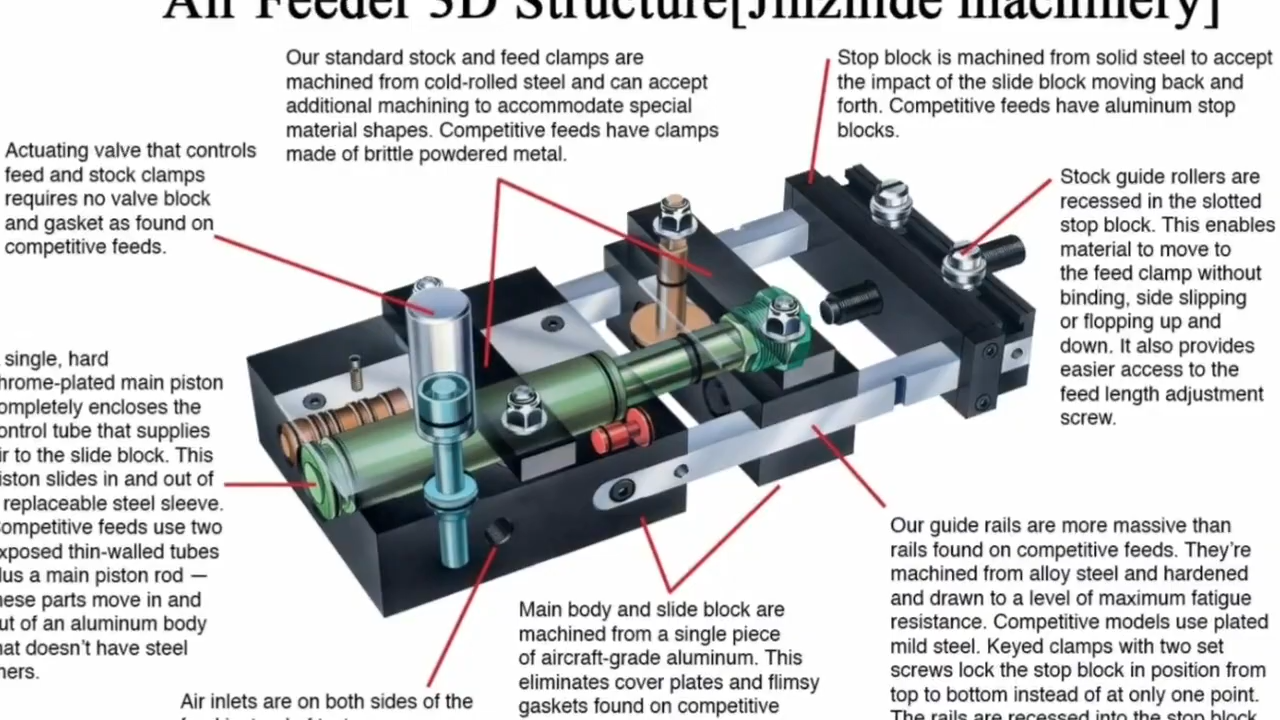 Air Feeder 3D Structure[Jinzhide machinery]
Our standard stock and feed clamps are
machined from cold-rolled steel and can accept
additional machining to accommodate special
material shapes. Competitive feeds have clamps
made of brittle powdered metal.
Stop block is machined from solid steel to accept
the impact of the slide block moving back and
forth. Competitive feeds have aluminum stop
blocks.
Actuating valve that controls
feed and stock clamps
requires no valve block
and gasket as found on
competitive feeds.
Stock guide rollers are
recessed in the slotted
stop block. This enables
material to move to
the feed clamp without
binding, side slipping
or flopping up and
down. It also provides
easier access to the
feed length adjustment
screw.
single, hard
hrome-plated main piston
ompletely encloses the
ontrol tube that supplies
ir to the slide block. This
iston slides in and out of
replaceable steel sleeve.
ompetitive feeds use two
xposed thin-walled tubes
lus a main piston rod —
hese parts move in and
ut of an aluminum body
hat doesn't have steel
ners.
Our guide rails are more massive than
rails found on competitive feeds. They're
machined from alloy steel and hardened
and drawn to a level of maximum fatigue
resistance. Competitive models use plated
mild steel. Keyed clamps with two set
screws lock the stop block in position from
top to bottom instead of at only one point.
The rails are recessed into the stop block
Main body and slide block are
machined from a single piece
of aircraft-grade aluminum. This
eliminates cover plates and flimsy
gaskets found on competitive
Air inlets are on both sides of the